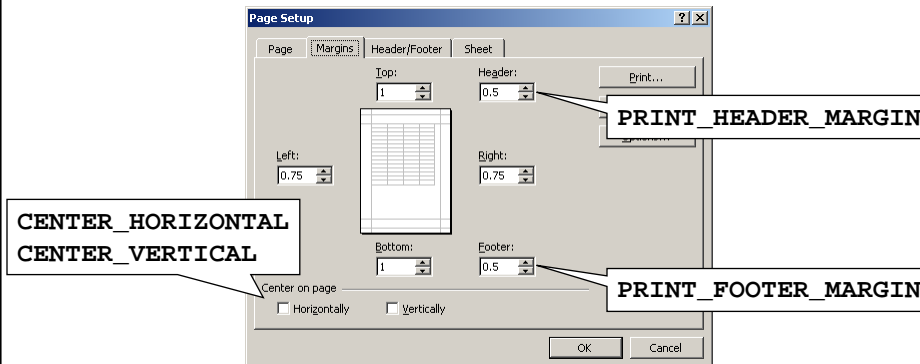 Page Setup
Page Margins Header/Footer Sheet
Top: Header:
1 0.5
Print...
PRINT_HEADER_MARGIN
Left: Right:
0.75 0.75
CENTER_HORIZONTAL
CENTER_VERTICAL
Bottom: Footer:
1 0.5
PRINT_FOOTER_MARGIN
Center on page
Horizontally Vertically
OK Cancel